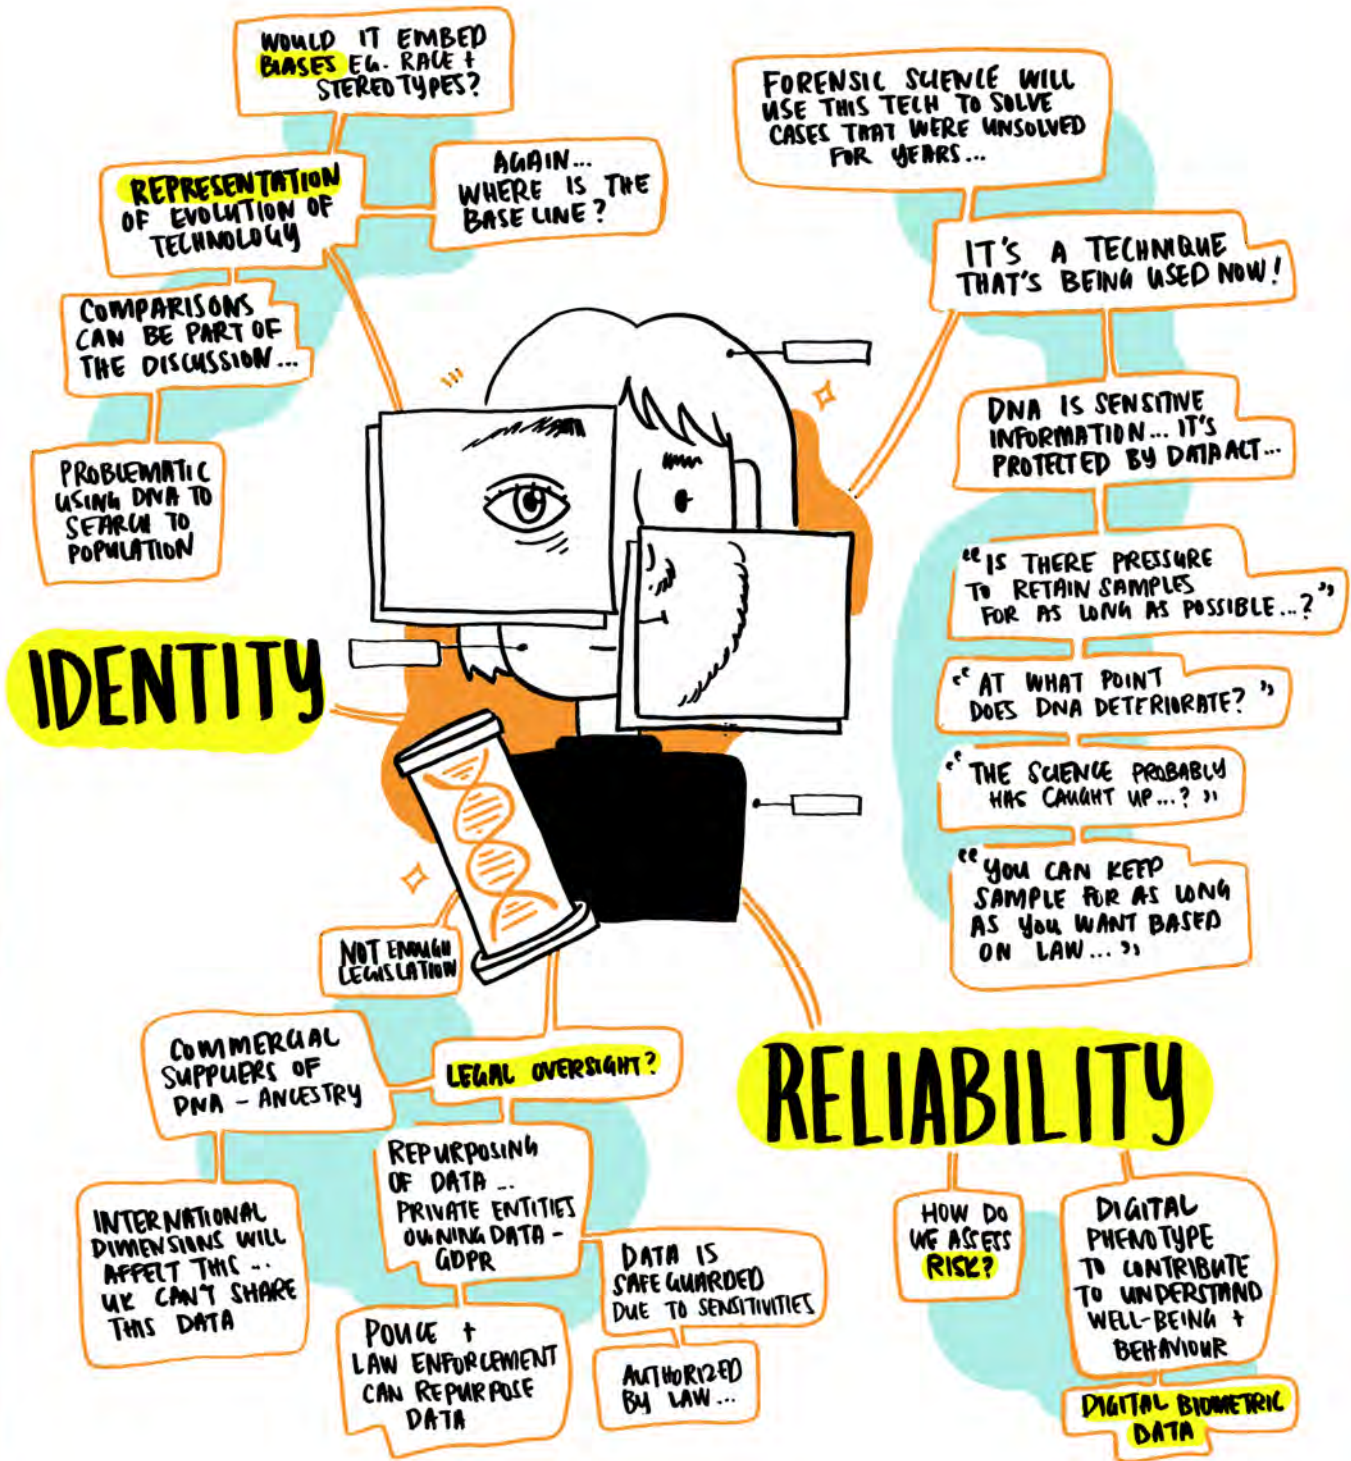 WOULD IT EMBED
BIASES EG. RACE +
STEREOTYPES?
REPRESENTATION
OF EVOLUTION OF
TECHNOLOGY
AGAIN...
WHERE IS THE
BASE LINE?
COMPARISONS
CAN BE PART OF
THE DISCUSSION...
PROBLEMATIC
USING DNA TO
SEARCH TO
POPULATION
FORENSIC SCIENCE WILL
USE THIS TECH TO SOLVE
CASES THAT WERE UNSOLVED
FOR YEARS...
IT'S A TECHNIQUE
THAT'S BEING USED NOW!
DNA IS SENSITIVE
INFORMATION... IT'S
PROTECTED BY DATA ACT...
"IS THERE PRESSURE
TO RETAIN SAMPLES
FOR AS LONG AS POSSIBLE...?"
"AT WHAT POINT
DOES DNA DETERIORATE?"
"THE SCIENCE PROBABLY
HAS CAUGHT UP...?"
"YOU CAN KEEP
SAMPLE FOR AS LONG
AS YOU WANT BASED
ON LAW..."
IDENTITY
NOT ENOUGH
LEGISLATION
LEGAL OVERSIGHT?
COMMERCIAL
SUPPLIERS OF
DNA - ANCESTRY
INTERNATIONAL
DIMENSIONS WILL
AFFECT THIS...
UK CAN'T SHARE
THIS DATA
REPURPOSING
OF DATA...
PRIVATE ENTITIES
OWNING DATA -
GDPR
POLICE +
LAW ENFORCEMENT
CAN REPURPOSE
DATA
DATA IS
SAFEGUARDED
DUE TO SENSITIVITIES
AUTHORIZED
BY LAW...
RELIABILITY
HOW DO
WE ASSESS
RISK?
DIGITAL
PHENOTYPE
TO CONTRIBUTE
TO UNDERSTAND
WELL-BEING +
BEHAVIOUR
DIGITAL BIOMETRIC
DATA